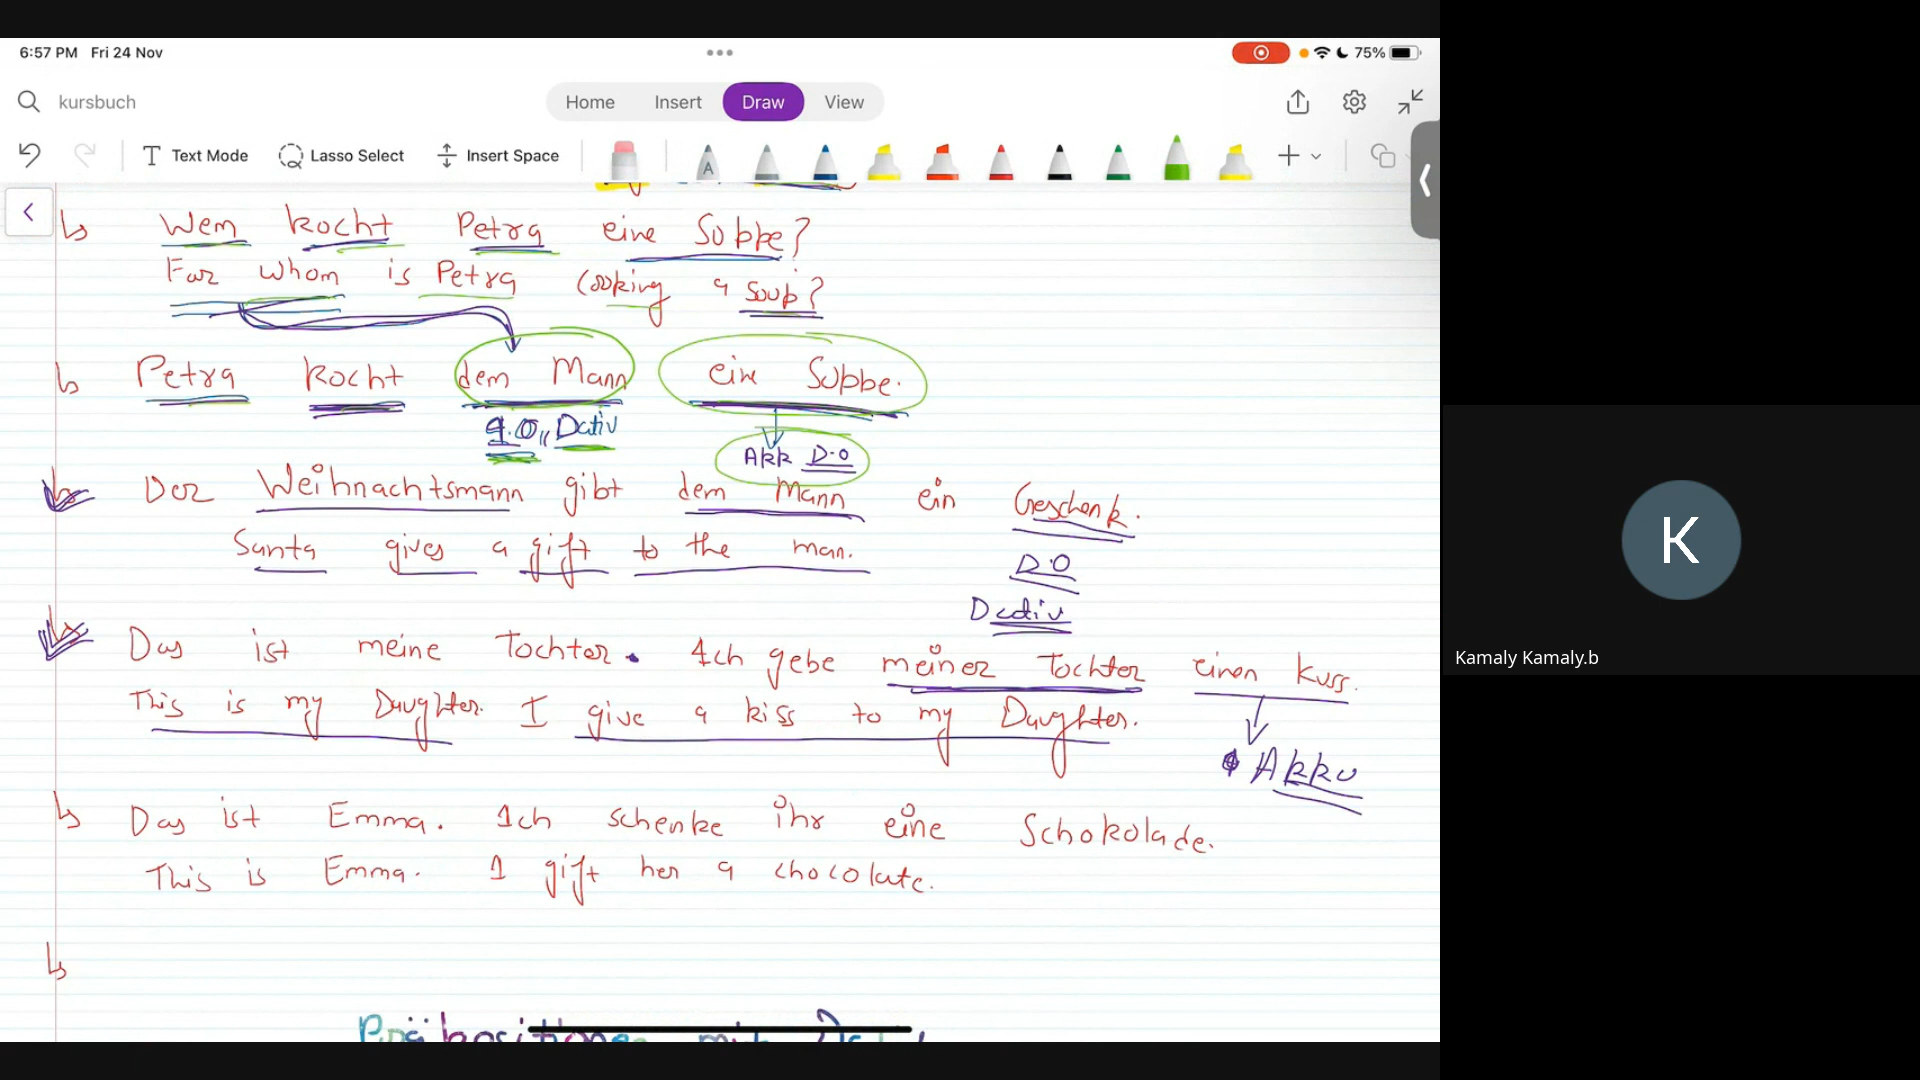 6:57 PM Fri 24 Nov
75%
kursbuch
Home Insert Draw View
Text Mode Lasso Select Insert Space
Wem kocht Petra eine Suppe?
For whom is Petra cooking a soup?
Petra kocht dem Mann eine Suppe.
I.O, Dativ
Akk D.O
Der Weihnachtsmann gibt dem Mann ein Geschenk.
Santa gives a gift to the man.
D.O
Dativ
Das ist meine Tochter. Ich gebe meiner Tochter einen Kuss.
This is my Daughter. I give a kiss to my Daughter.
Akku
Das ist Emma. Ich schenke ihr eine Schokolade.
This is Emma. I gift her a chocolate.
K
Kamaly Kamaly.b